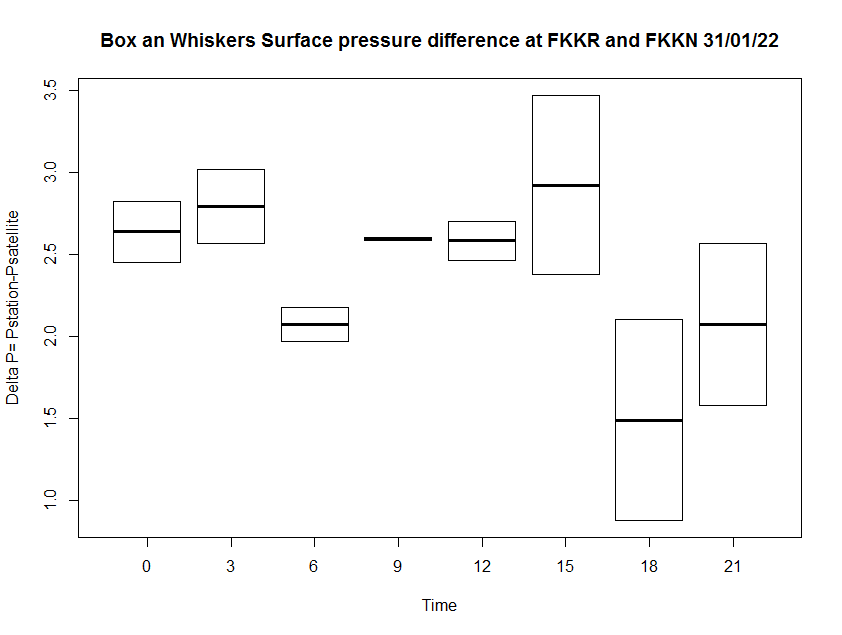 Box an Whiskers Surface pressure difference at FKKR and FKKN 31/01/22
Delta P= Pstation-Psatellite
3.5
3.0
2.5
2.0
1.5
1.0
0 3 6 9 12 15 18 21
Time